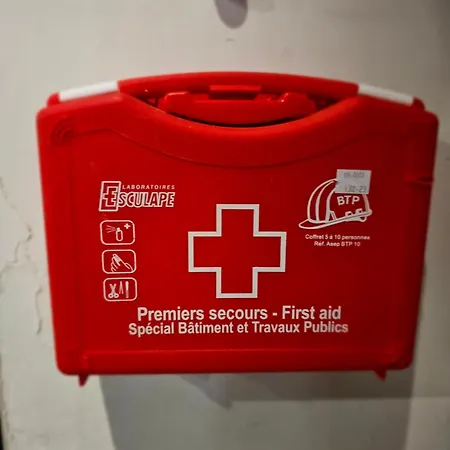 LABORATOIRES
ESCULAPE
BTP
Coffret 5 à 10 personnes
Réf. Asep BTP 10
Premiers secours - First aid
Spécial Bâtiment et Travaux Publics